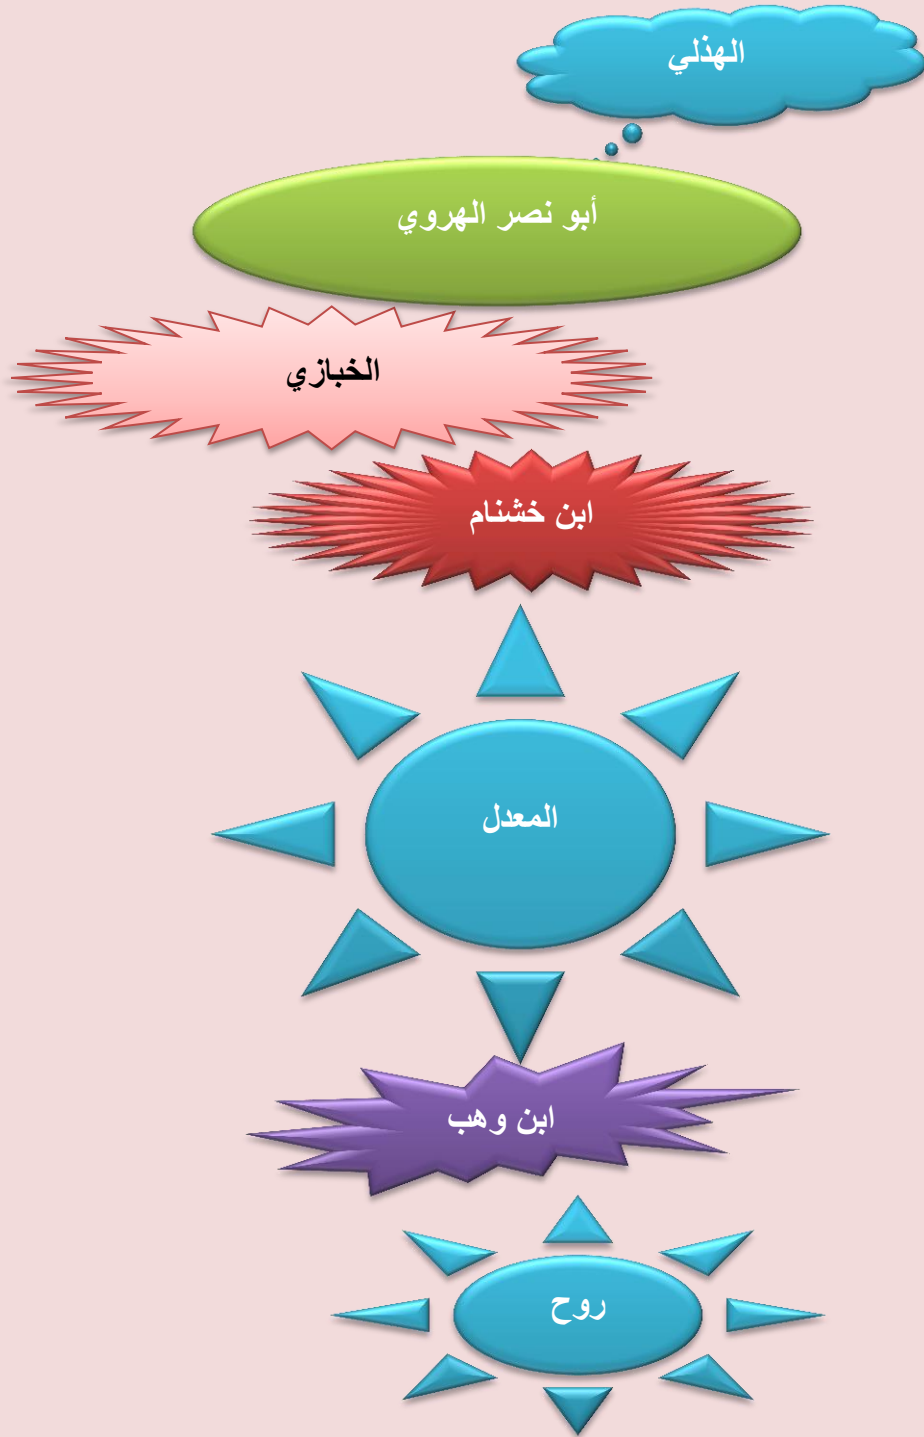 الهذلي
أبو نصر الهروي
الخبازي
ابن خشنام
المعدل
ابن وهب
روح